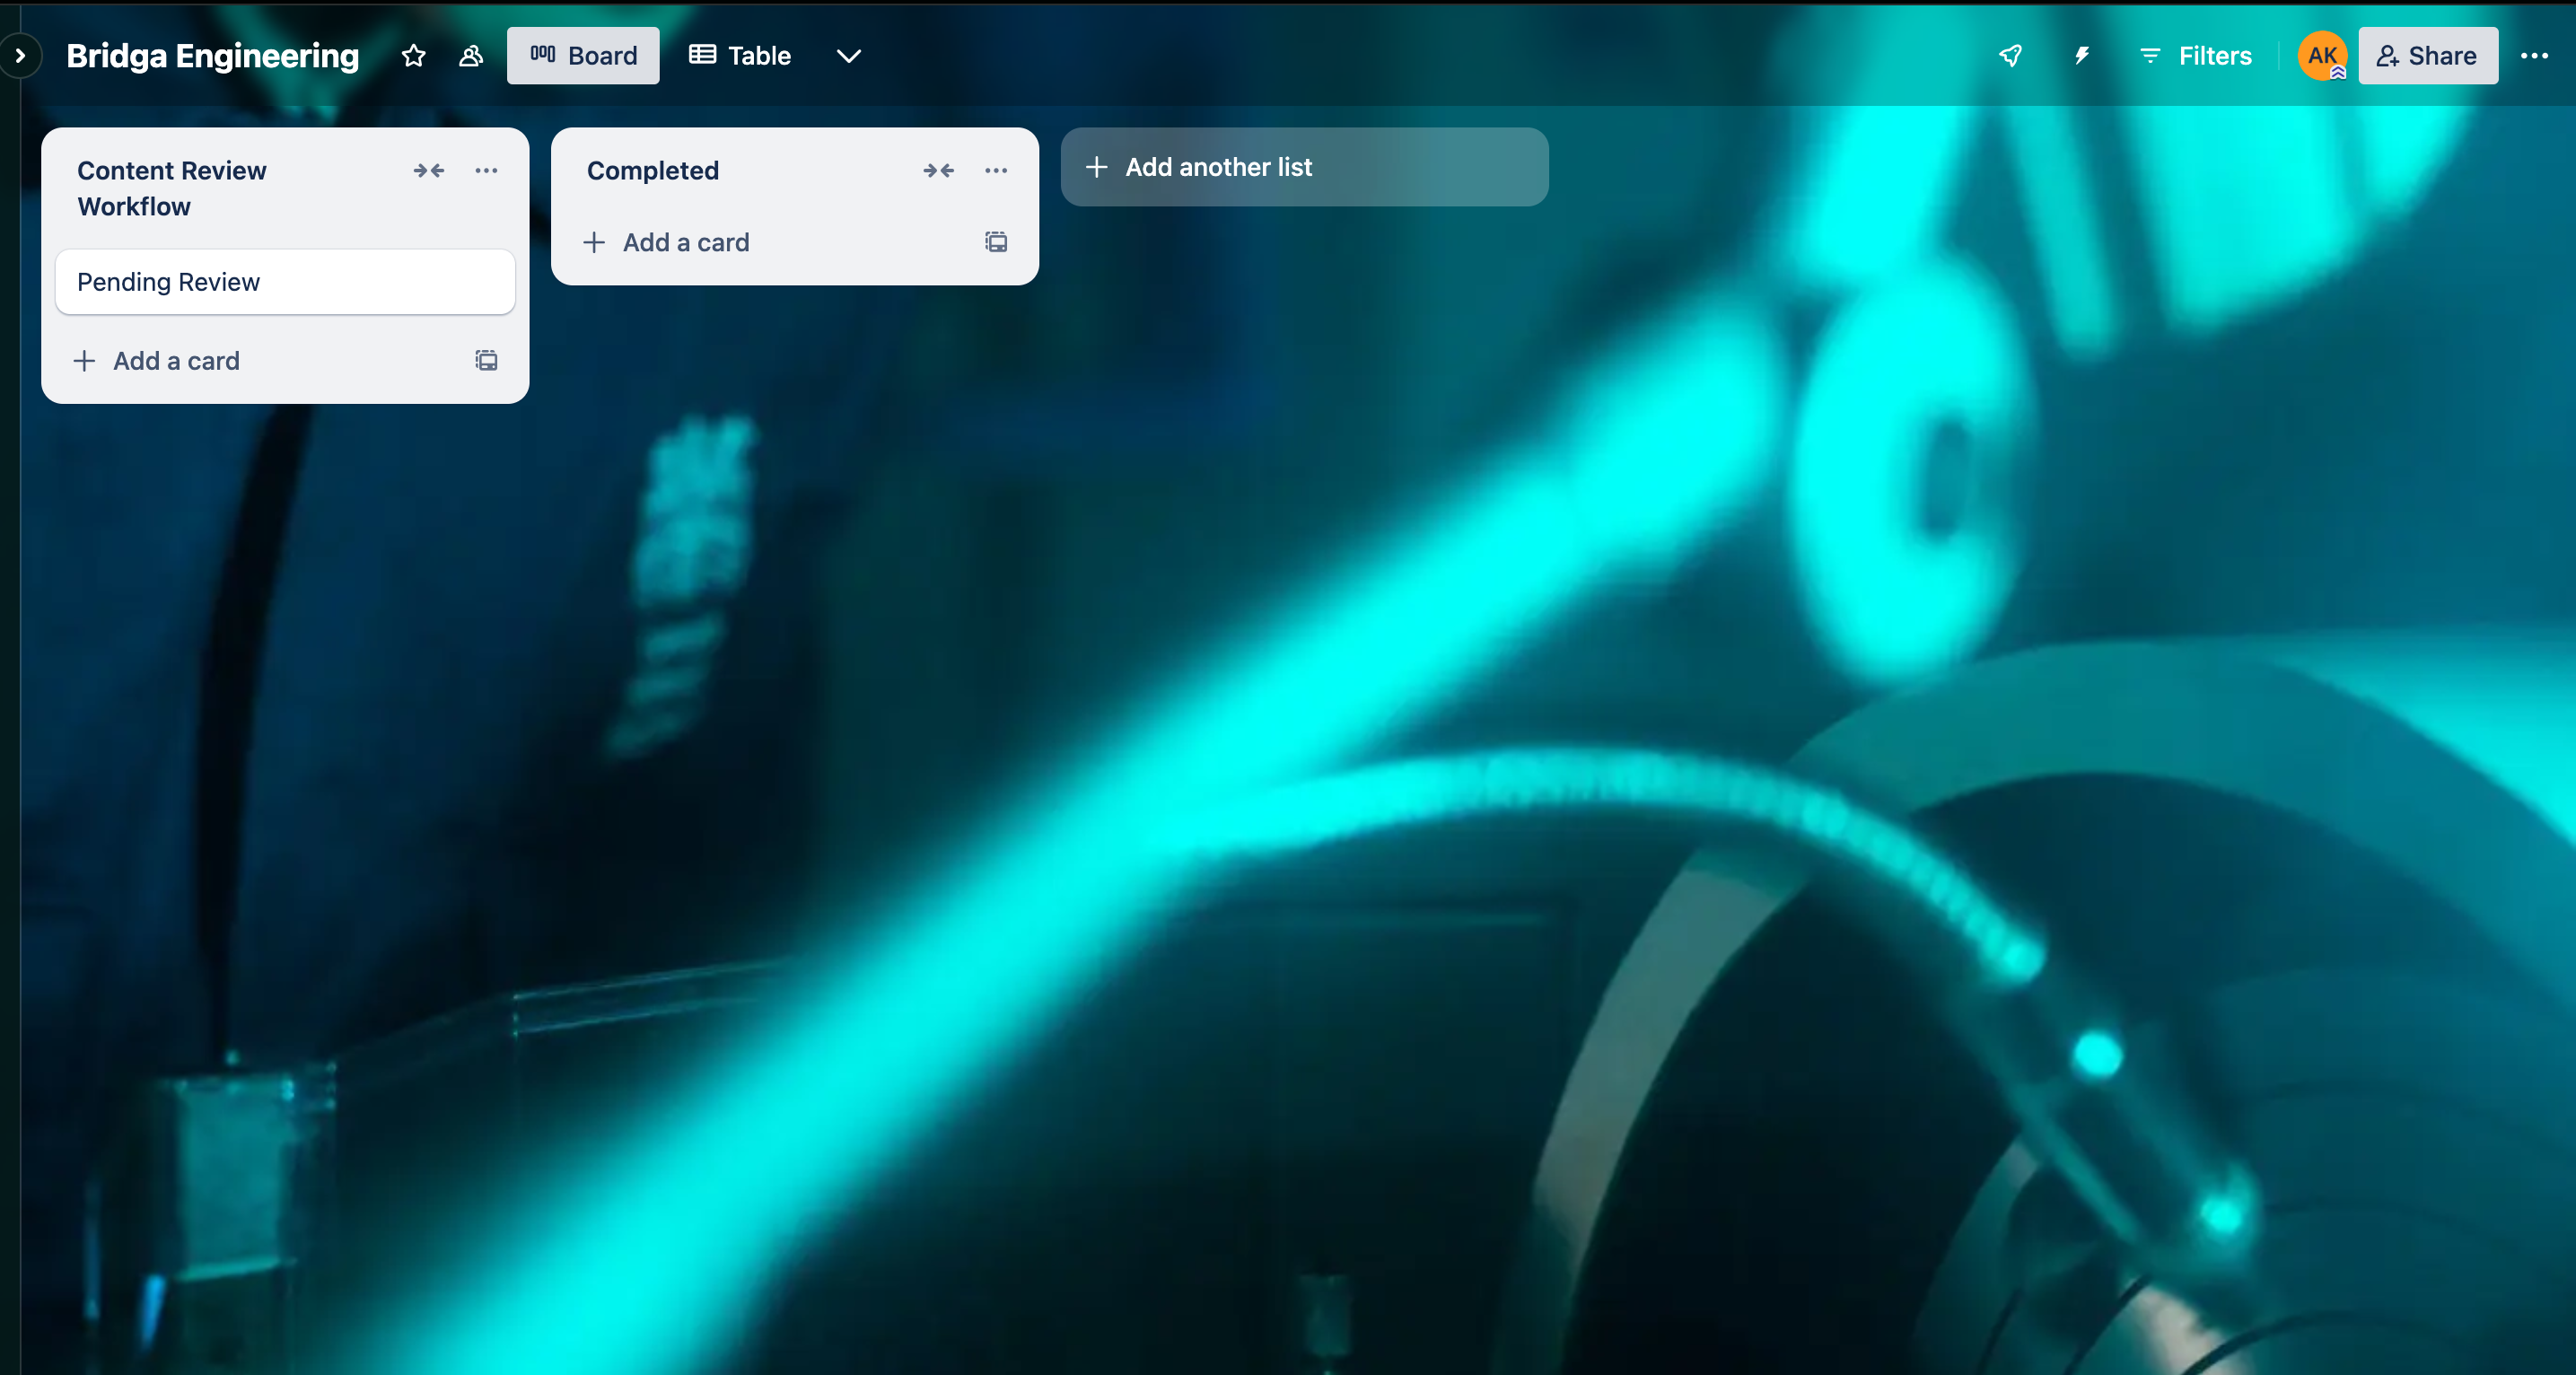 Bridga Engineering Board Table Filters AK Share
Content Review
Workflow
Pending Review
Add a card
Completed
Add a card
Add another list